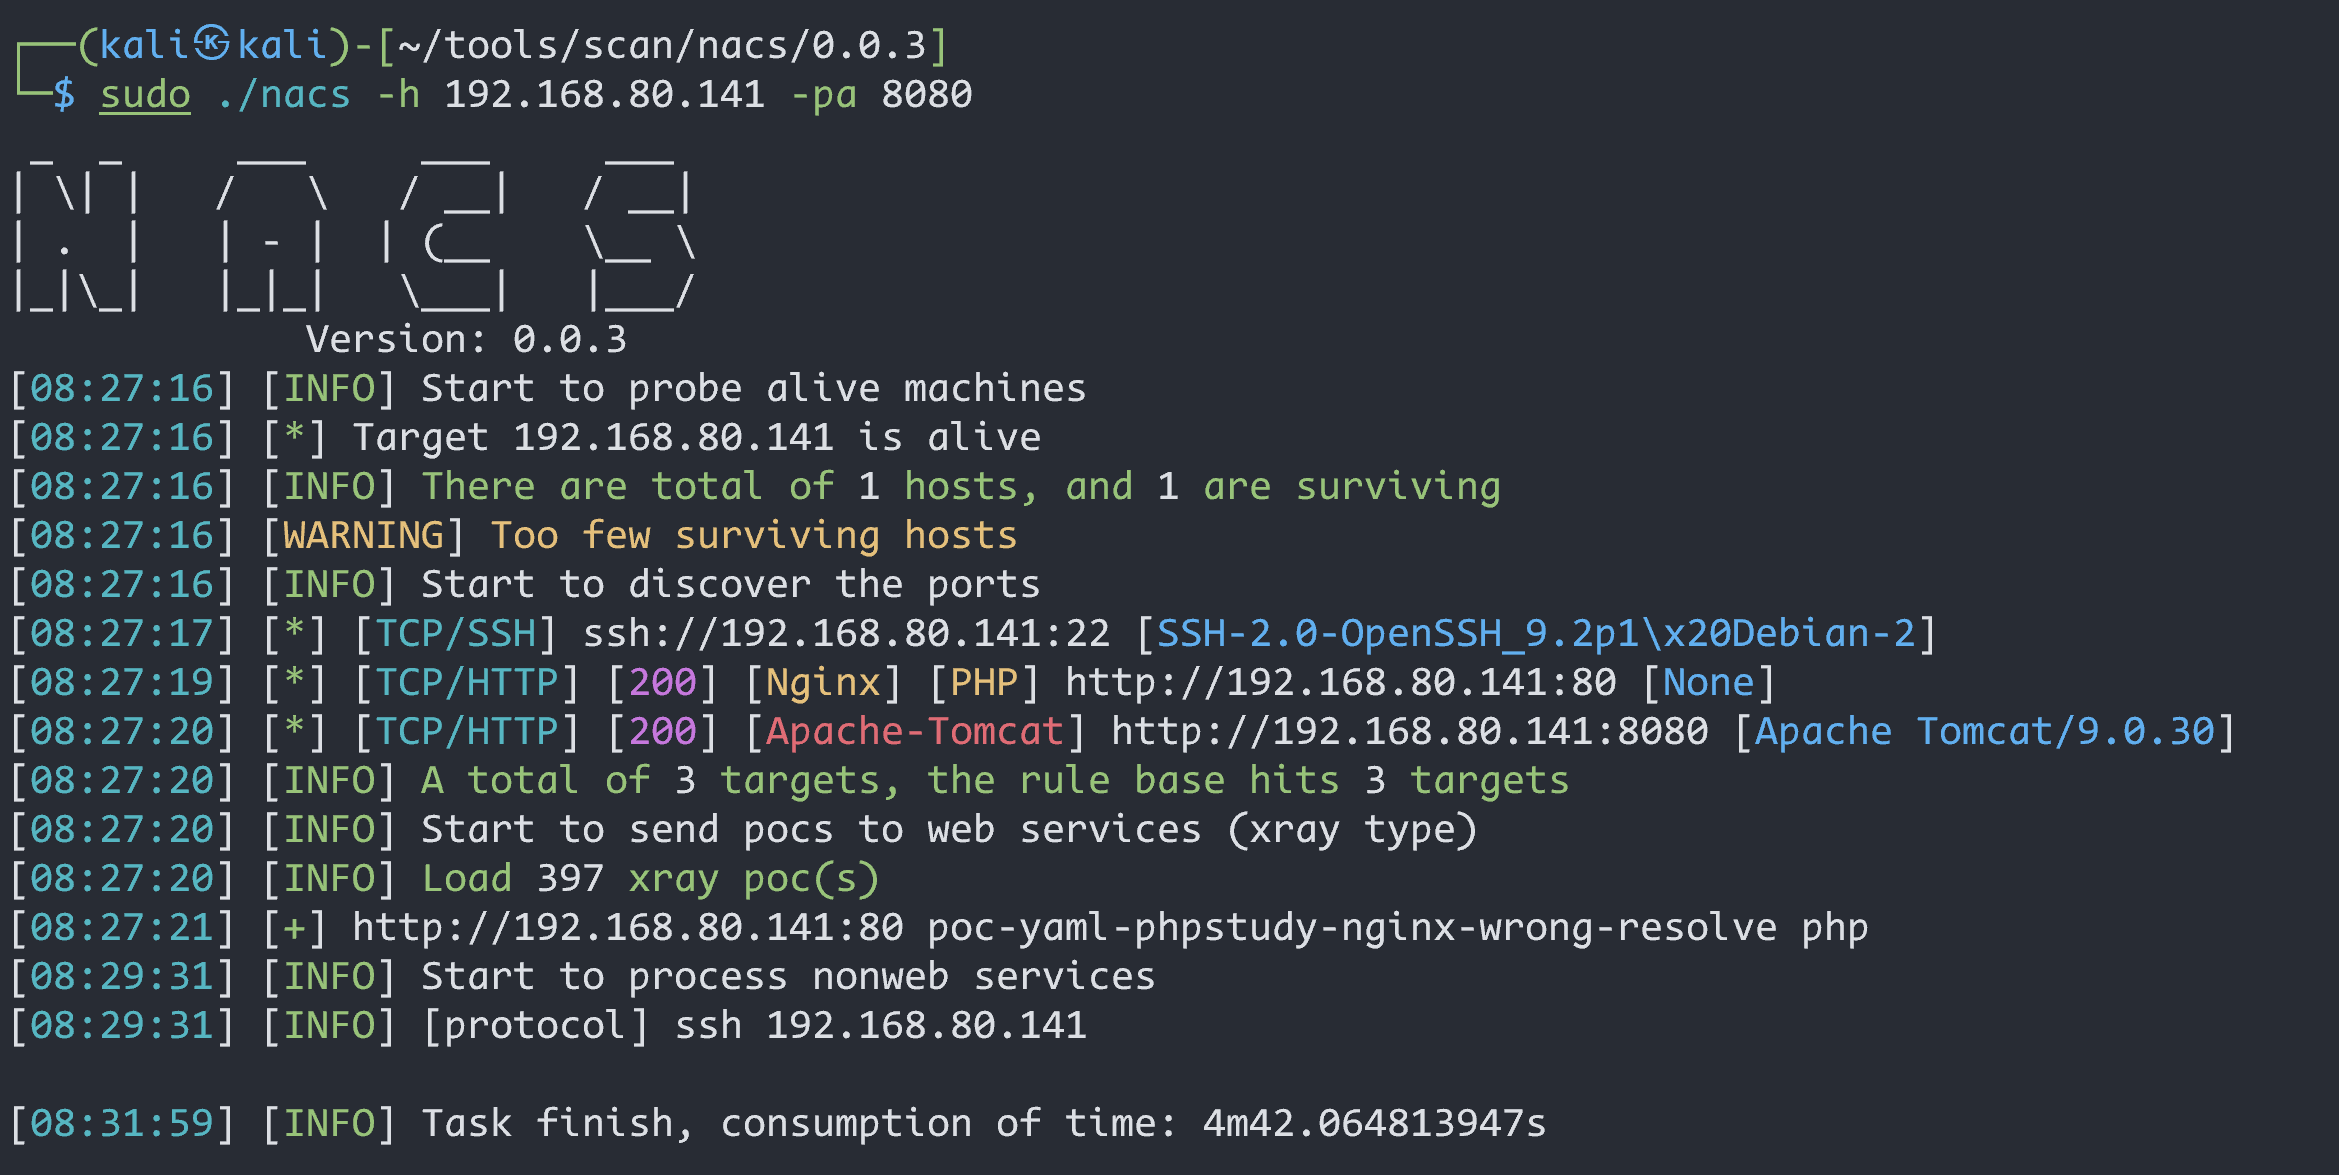 ┌──(kali㉿kali)-[~/tools/scan/nacs/0.0.3]
└─$ sudo ./nacs -h 192.168.80.141 -pa 8080
 _  _     ___     ___     ___
| \| |   /   \   / __|   / __|
| .  |   | - |  | (__    \__ \
|_|\_|   |_|_|   \___|   |___/
             Version: 0.0.3
[08:27:16] [INFO] Start to probe alive machines
[08:27:16] [*] Target 192.168.80.141 is alive
[08:27:16] [INFO] There are total of 1 hosts, and 1 are surviving
[08:27:16] [WARNING] Too few surviving hosts
[08:27:16] [INFO] Start to discover the ports
[08:27:17] [*] [TCP/SSH] ssh://192.168.80.141:22 [SSH-2.0-OpenSSH_9.2p1\x20Debian-2]
[08:27:19] [*] [TCP/HTTP] [200] [Nginx] [PHP] http://192.168.80.141:80 [None]
[08:27:20] [*] [TCP/HTTP] [200] [Apache-Tomcat] http://192.168.80.141:8080 [Apache Tomcat/9.0.30]
[08:27:20] [INFO] A total of 3 targets, the rule base hits 3 targets
[08:27:20] [INFO] Start to send pocs to web services (xray type)
[08:27:20] [INFO] Load 397 xray poc(s)
[08:27:21] [+] http://192.168.80.141:80 poc-yaml-phpstudy-nginx-wrong-resolve php
[08:29:31] [INFO] Start to process nonweb services
[08:29:31] [INFO] [protocol] ssh 192.168.80.141
[08:31:59] [INFO] Task finish, consumption of time: 4m42.064813947s